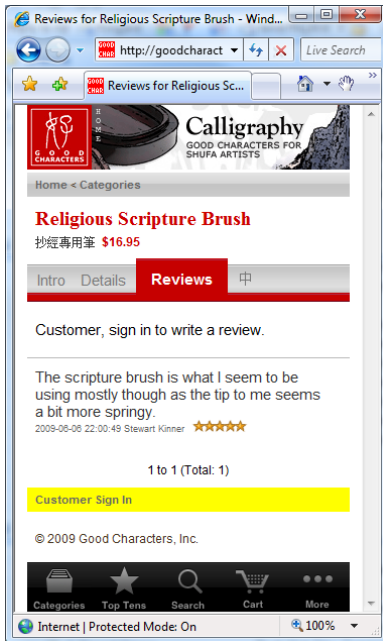 Reviews for Religious Scripture Brush - Wind...
http://goodcharact
Live Search
Reviews for Religious Sc...
GOOD
CHARACTERS
HOME
Calligraphy
GOOD CHARACTERS FOR
SHUFA ARTISTS
Home < Categories
Religious Scripture Brush
抄經專用筆 $16.95
Intro Details Reviews 中
Customer, sign in to write a review.
The scripture brush is what I seem to be
using mostly though as the tip to me seems
a bit more springy.
2009-06-06 22:00:49 Stewart Kinner
1 to 1 (Total: 1)
Customer Sign In
© 2009 Good Characters, Inc.
Categories Top Tens Search Cart More
Internet | Protected Mode: On 100%